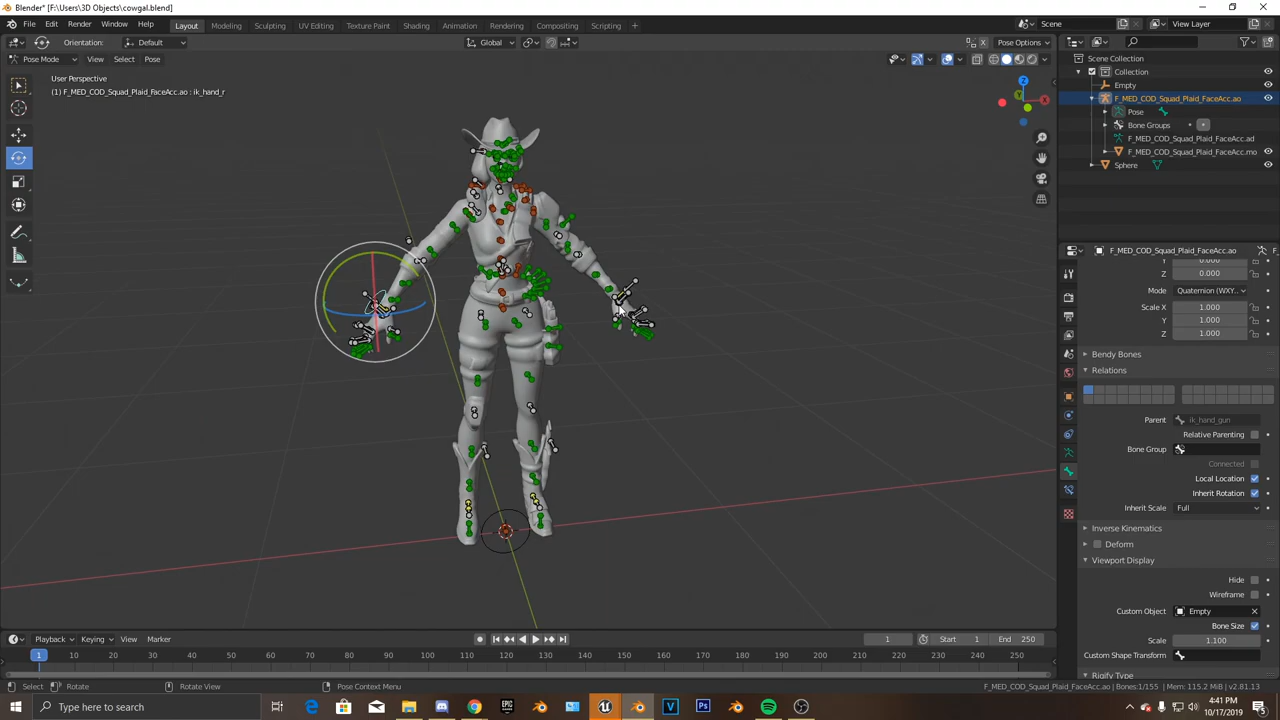 Blender* [F:\Users\3D Objects\cowgal.blend]
File Edit Render Window Help Layout Modeling Sculpting UV Editing Texture Paint Shading Animation Rendering Compositing Scripting Scene View Layer
Orientation: Default Global Pose Options
Pose Mode View Select Pose
User Perspective
(1) F_MED_COD_Squad_Plaid_FaceAcc.ao : ik_hand_r
Z
Y
X
Scene Collection
Collection
Empty
F_MED_COD_Squad_Plaid_FaceAcc.ao
Pose
Bone Groups
F_MED_COD_Squad_Plaid_FaceAcc.ad
F_MED_COD_Squad_Plaid_FaceAcc.mo
Sphere
F_MED_COD_Squad_Plaid_FaceAcc.ao F
Y 0.000
Z 0.000
Mode Quaternion (WXY...
Scale X 1.000
Y 1.000
Z 1.000
Bendy Bones
Relations
Parent ik_hand_gun
Relative Parenting
Bone Group
Connected
Local Location
Inherit Rotation
Inherit Scale Full
Inverse Kinematics
Deform
Viewport Display
Hide
Wireframe
Custom Object Empty
Bone Size
Scale 1.100
Custom Shape Transform
Rigify Type
Playback Keying View Marker 1 Start 1 End 250
1 10 20 30 40 50 60 70 80 90 100 110 120 130 140 150 160 170 180 190 200 210 220 230 240 250
Select Rotate Rotate View Pose Context Menu F_MED_COD_Squad_Plaid_FaceAcc.ao | Bones:1/155 | Mem: 115.2 MiB | v2.81.13
Type here to search
4:41 PM
10/17/2019